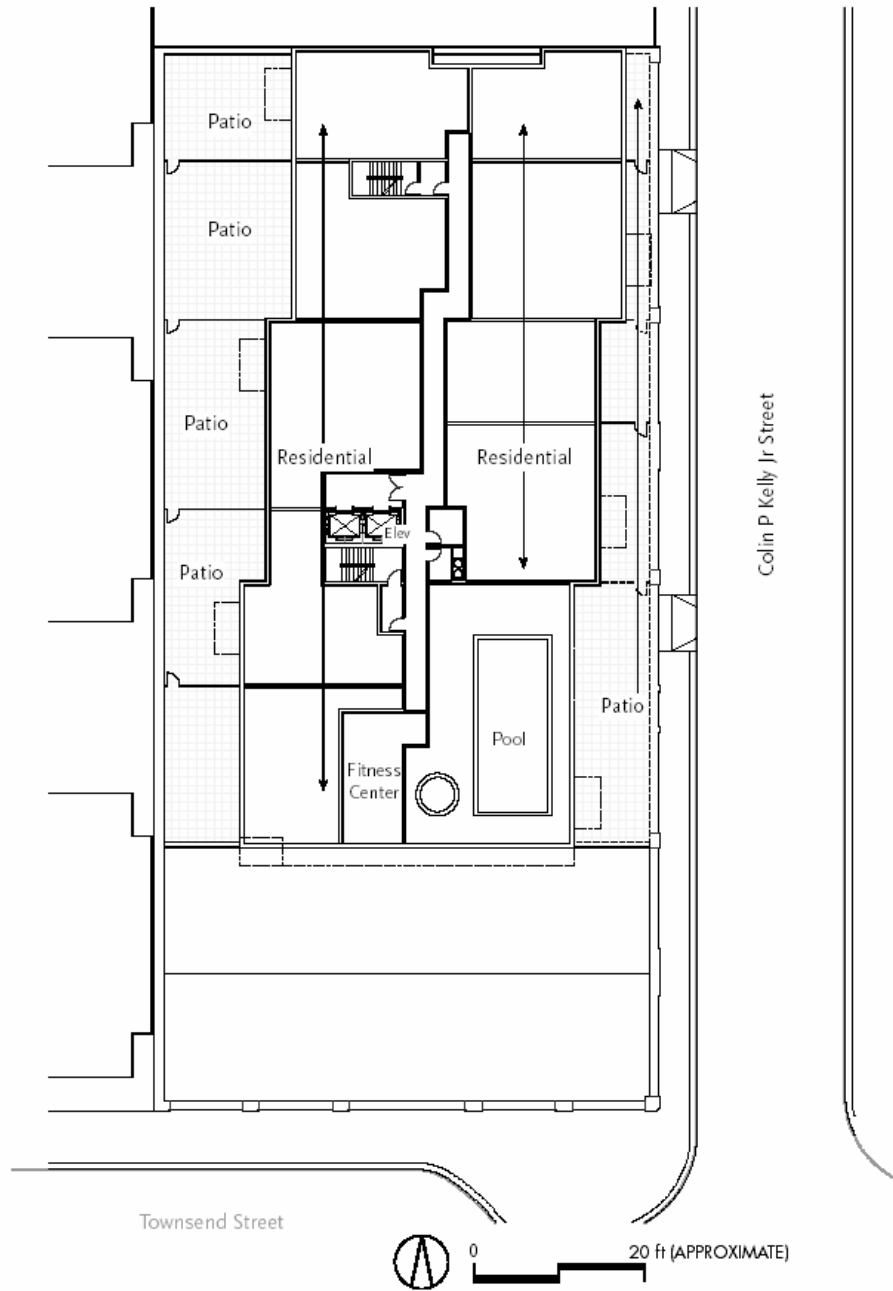 Patio
Patio
Patio
Residential
Residential
Colin P Kelly Jr Street
Elev
Patio
Patio
Pool
Fitness
Center
Townsend Street
0
20 ft (APPROXIMATE)